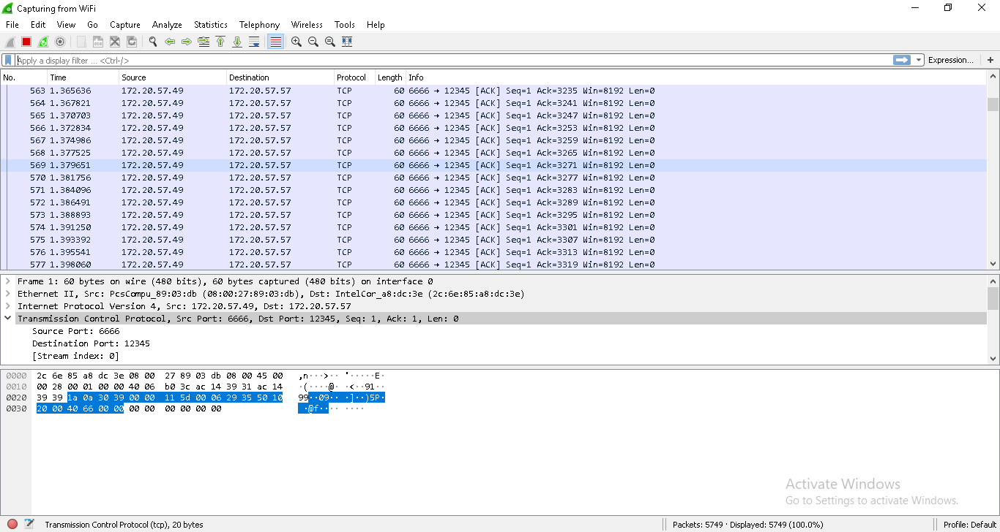 Capturing from WiFi
File Edit View Go Capture Analyze Statistics Telephony Wireless Tools Help
Apply a display filter ... <Ctrl-/> Expression... +
No. Time Source Destination Protocol Length Info
563 1.365636 172.20.57.49 172.20.57.57 TCP 60 6666 → 12345 [ACK] Seq=1 Ack=3235 Win=8192 Len=0
564 1.367821 172.20.57.49 172.20.57.57 TCP 60 6666 → 12345 [ACK] Seq=1 Ack=3241 Win=8192 Len=0
565 1.370703 172.20.57.49 172.20.57.57 TCP 60 6666 → 12345 [ACK] Seq=1 Ack=3247 Win=8192 Len=0
566 1.372834 172.20.57.49 172.20.57.57 TCP 60 6666 → 12345 [ACK] Seq=1 Ack=3253 Win=8192 Len=0
567 1.374986 172.20.57.49 172.20.57.57 TCP 60 6666 → 12345 [ACK] Seq=1 Ack=3259 Win=8192 Len=0
568 1.377525 172.20.57.49 172.20.57.57 TCP 60 6666 → 12345 [ACK] Seq=1 Ack=3265 Win=8192 Len=0
569 1.379651 172.20.57.49 172.20.57.57 TCP 60 6666 → 12345 [ACK] Seq=1 Ack=3271 Win=8192 Len=0
570 1.381756 172.20.57.49 172.20.57.57 TCP 60 6666 → 12345 [ACK] Seq=1 Ack=3277 Win=8192 Len=0
571 1.384096 172.20.57.49 172.20.57.57 TCP 60 6666 → 12345 [ACK] Seq=1 Ack=3283 Win=8192 Len=0
572 1.386491 172.20.57.49 172.20.57.57 TCP 60 6666 → 12345 [ACK] Seq=1 Ack=3289 Win=8192 Len=0
573 1.388893 172.20.57.49 172.20.57.57 TCP 60 6666 → 12345 [ACK] Seq=1 Ack=3295 Win=8192 Len=0
574 1.391250 172.20.57.49 172.20.57.57 TCP 60 6666 → 12345 [ACK] Seq=1 Ack=3301 Win=8192 Len=0
575 1.393392 172.20.57.49 172.20.57.57 TCP 60 6666 → 12345 [ACK] Seq=1 Ack=3307 Win=8192 Len=0
576 1.395541 172.20.57.49 172.20.57.57 TCP 60 6666 → 12345 [ACK] Seq=1 Ack=3313 Win=8192 Len=0
577 1.398060 172.20.57.49 172.20.57.57 TCP 60 6666 → 12345 [ACK] Seq=1 Ack=3319 Win=8192 Len=0
Frame 1: 60 bytes on wire (480 bits), 60 bytes captured (480 bits) on interface 0
Ethernet II, Src: PcsCompu_89:03:db (08:00:27:89:03:db), Dst: IntelCor_a8:dc:3e (2c:6e:85:a8:dc:3e)
Internet Protocol Version 4, Src: 172.20.57.49, Dst: 172.20.57.57
Transmission Control Protocol, Src Port: 6666, Dst Port: 12345, Seq: 1, Ack: 1, Len: 0
Source Port: 6666
Destination Port: 12345
[Stream index: 0]
0000 2c 6e 85 a8 dc 3e 08 00 27 89 03 db 08 00 45 00 ,n···>·· '·····E·
0010 00 28 00 01 00 00 40 06 b0 3c ac 14 39 31 ac 14 ·(····@· ·<··91··
0020 39 39 1a 0a 30 39 00 00 11 5d 00 06 29 35 50 10 99··09·· ·]··)5P·
0030 20 00 40 66 00 00 00 00 00 00 00 00 ·@f·· ····
Activate Windows
Go to Settings to activate Windows.
Transmission Control Protocol (tcp), 20 bytes Packets: 5749 · Displayed: 5749 (100.0%) Profile: Default